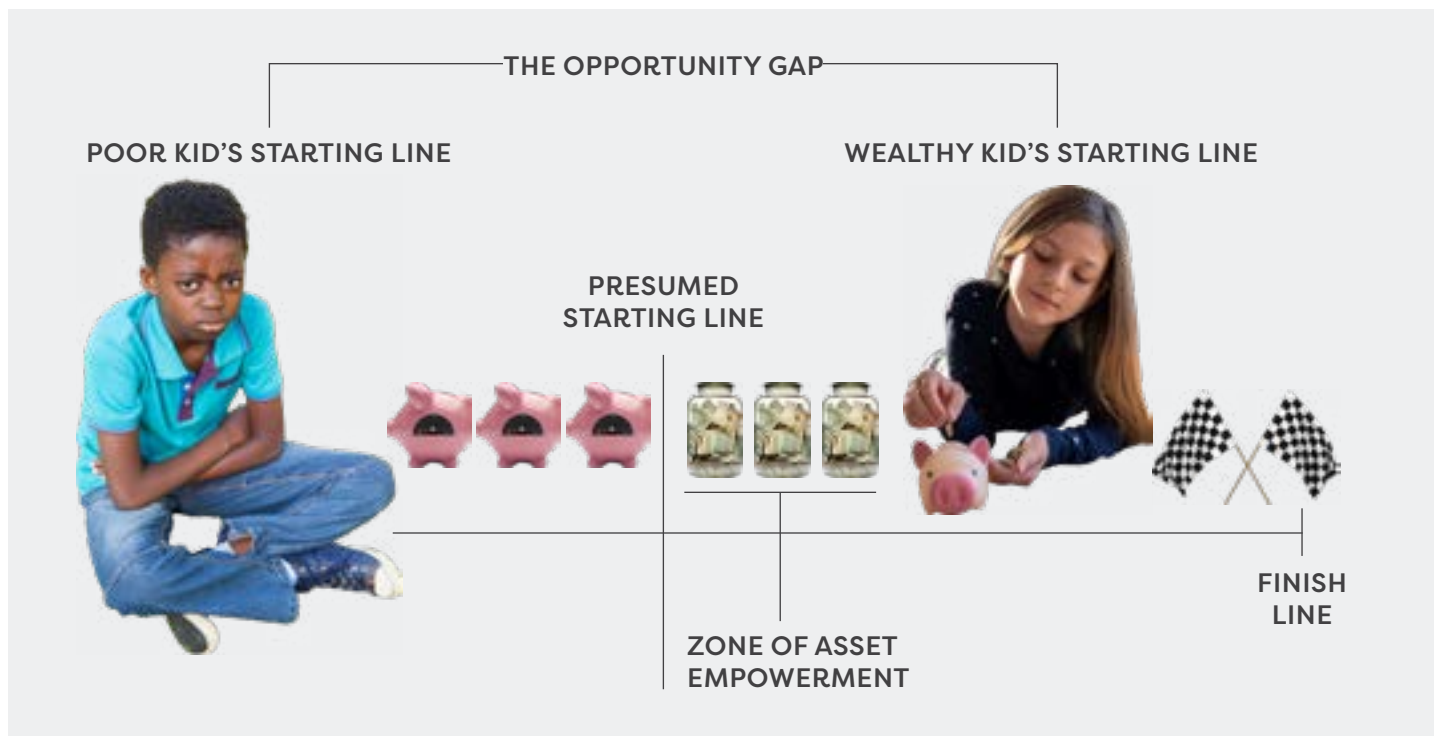 THE OPPORTUNITY GAP
POOR KID’S STARTING LINE
WEALTHY KID’S STARTING LINE
PRESUMED
STARTING LINE
FINISH
LINE
ZONE OF ASSET
EMPOWERMENT